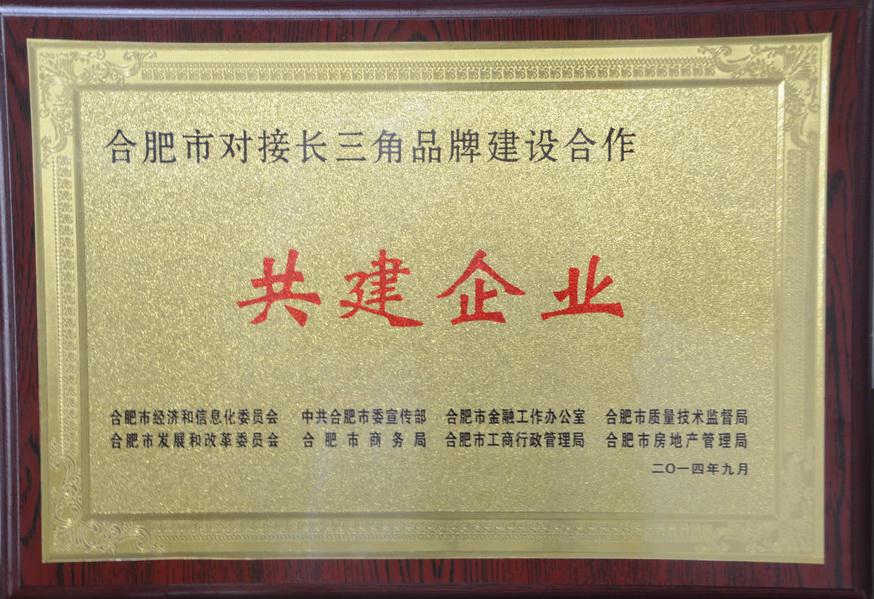 合肥市对接长三角品牌建设合作
共建企业
合肥市经济和信息化委员会 中共合肥市委宣传部 合肥市金融工作办公室 合肥市质量技术监督局
合肥市发展和改革委员会 合肥市商务局 合肥市工商行政管理局 合肥市房地产管理局
二〇一四年九月